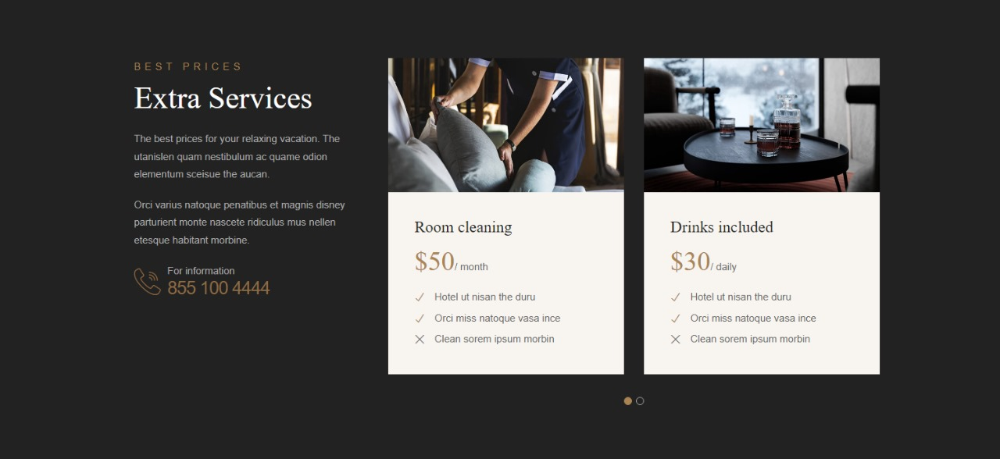 BEST PRICES
Extra Services
The best prices for your relaxing vacation. The
utanislen quam nestibulum ac quame odion
elementum sceisue the aucan.
Orci varius natoque penatibus et magnis disney
parturient monte nascete ridiculus mus nellen
etesque habitant morbine.
For information
855 100 4444
Room cleaning
$50/ month
Hotel ut nisan the duru
Orci miss natoque vasa ince
Clean sorem ipsum morbin
Drinks included
$30/ daily
Hotel ut nisan the duru
Orci miss natoque vasa ince
Clean sorem ipsum morbin